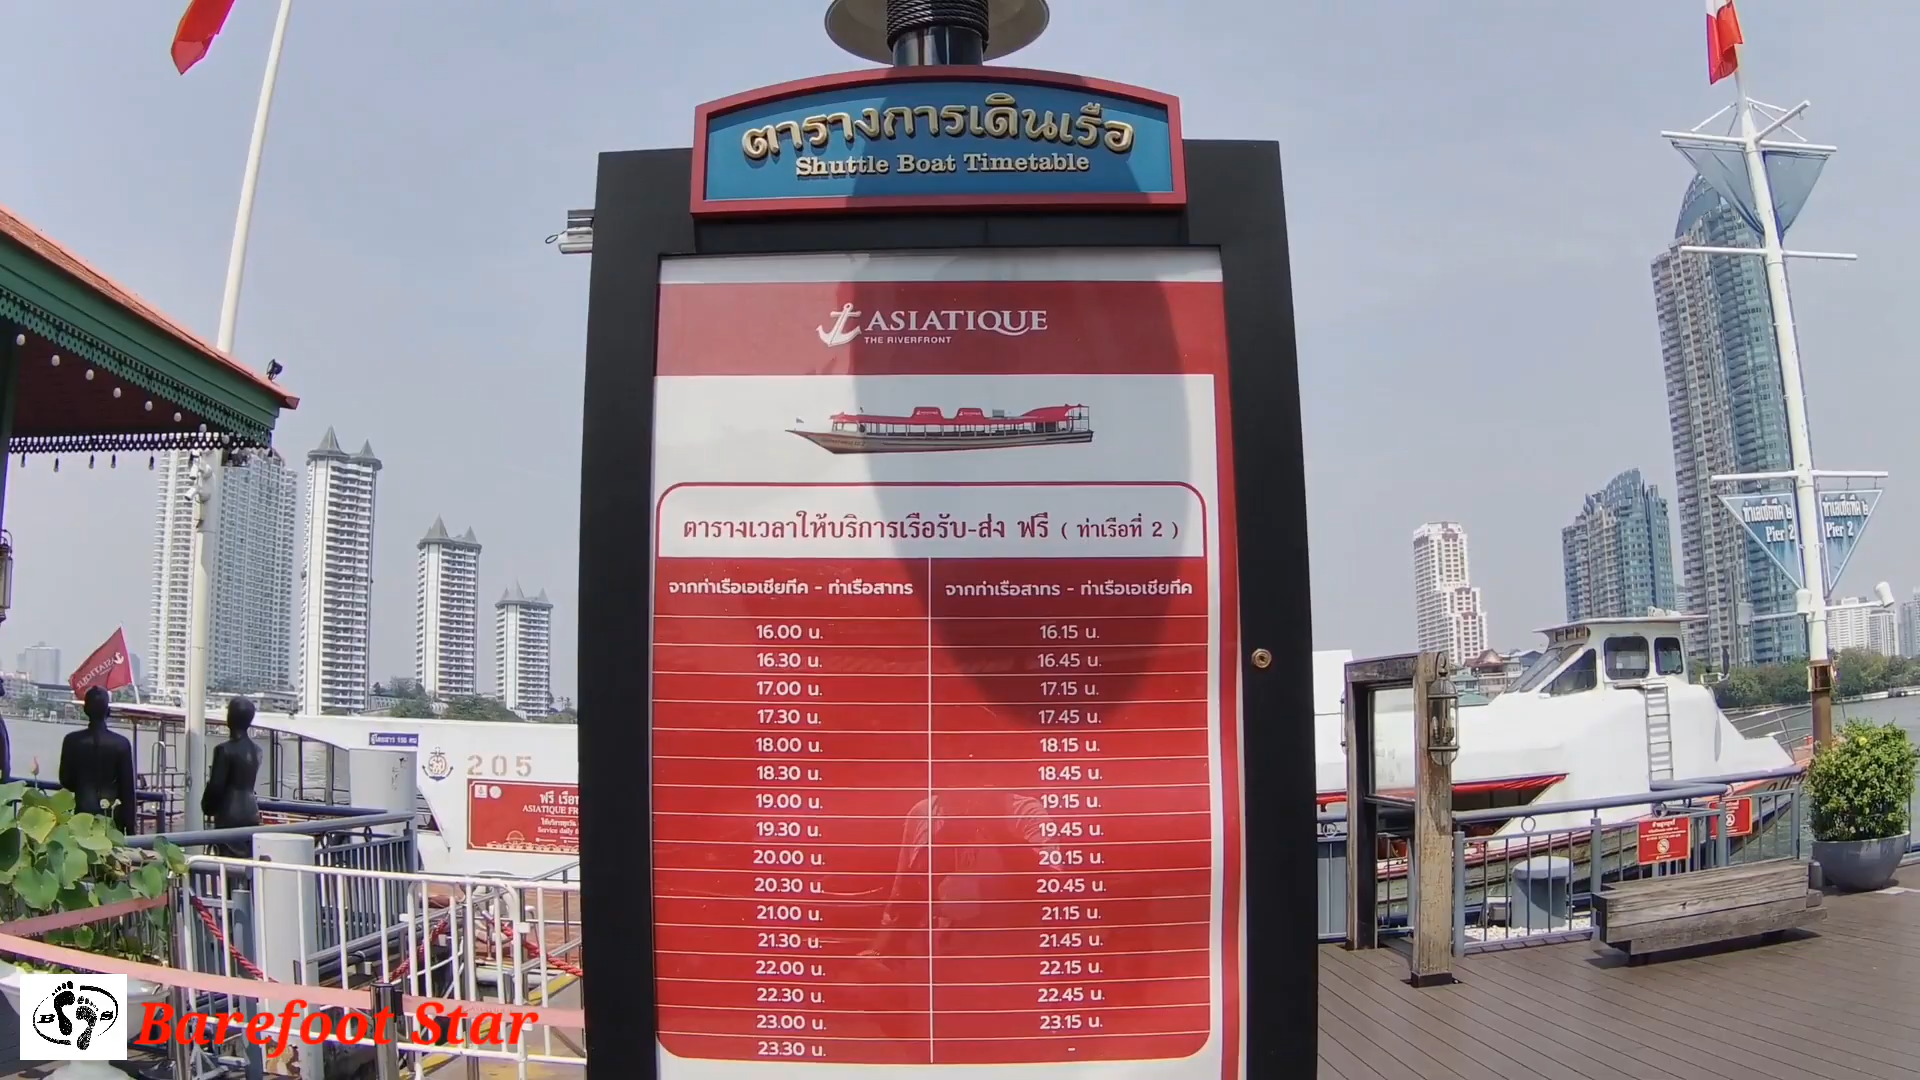 ตารางการเดินเรือ
Shuttle Boat Timetable
ASIATIQUE
THE RIVERFRONT
ตารางเวลาให้บริการเรือรับ-ส่ง ฟรี ( ท่าเรือที่ 2 )
จากท่าเรือเอเชียทีค - ท่าเรือสาทร จากท่าเรือสาทร - ท่าเรือเอเชียทีค
16.00 น. 16.15 น.
16.30 น. 16.45 น.
17.00 น. 17.15 น.
17.30 น. 17.45 น.
18.00 น. 18.15 น.
18.30 น. 18.45 น.
19.00 น. 19.15 น.
19.30 น. 19.45 น.
20.00 น. 20.15 น.
20.30 น. 20.45 น.
21.00 น. 21.15 น.
21.30 น. 21.45 น.
22.00 น. 22.15 น.
22.30 น. 22.45 น.
23.00 น. 23.15 น.
23.30 น. -
205
ฟรี
ASIATIQUE
Service daily
Pier 2
Pier 2
B S
Barefoot Star